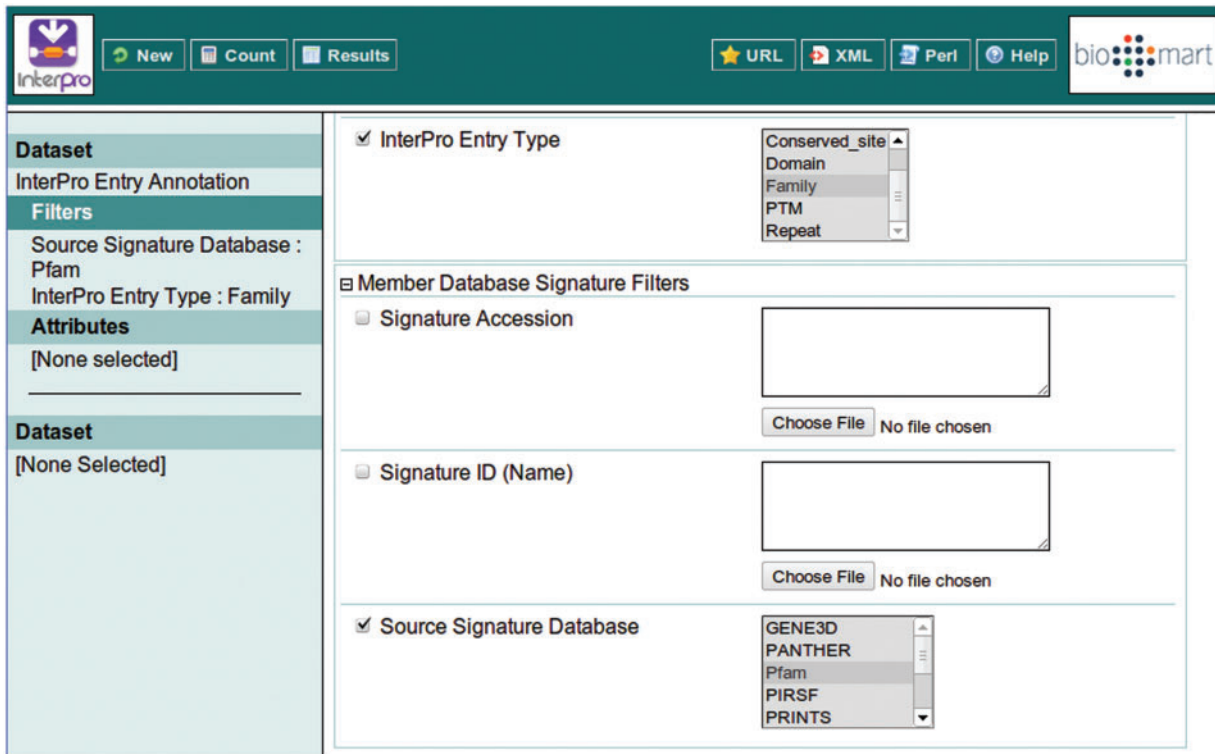 InterPro
New
Count
Results
URL
XML
Perl
Help
bio mart
Dataset
InterPro Entry Annotation
Filters
Source Signature Database :
Pfam
InterPro Entry Type : Family
Attributes
[None selected]
Dataset
[None Selected]
InterPro Entry Type
Conserved_site
Domain
Family
PTM
Repeat
Member Database Signature Filters
Signature Accession
Choose File No file chosen
Signature ID (Name)
Choose File No file chosen
Source Signature Database
GENE3D
PANTHER
Pfam
PIRSF
PRINTS